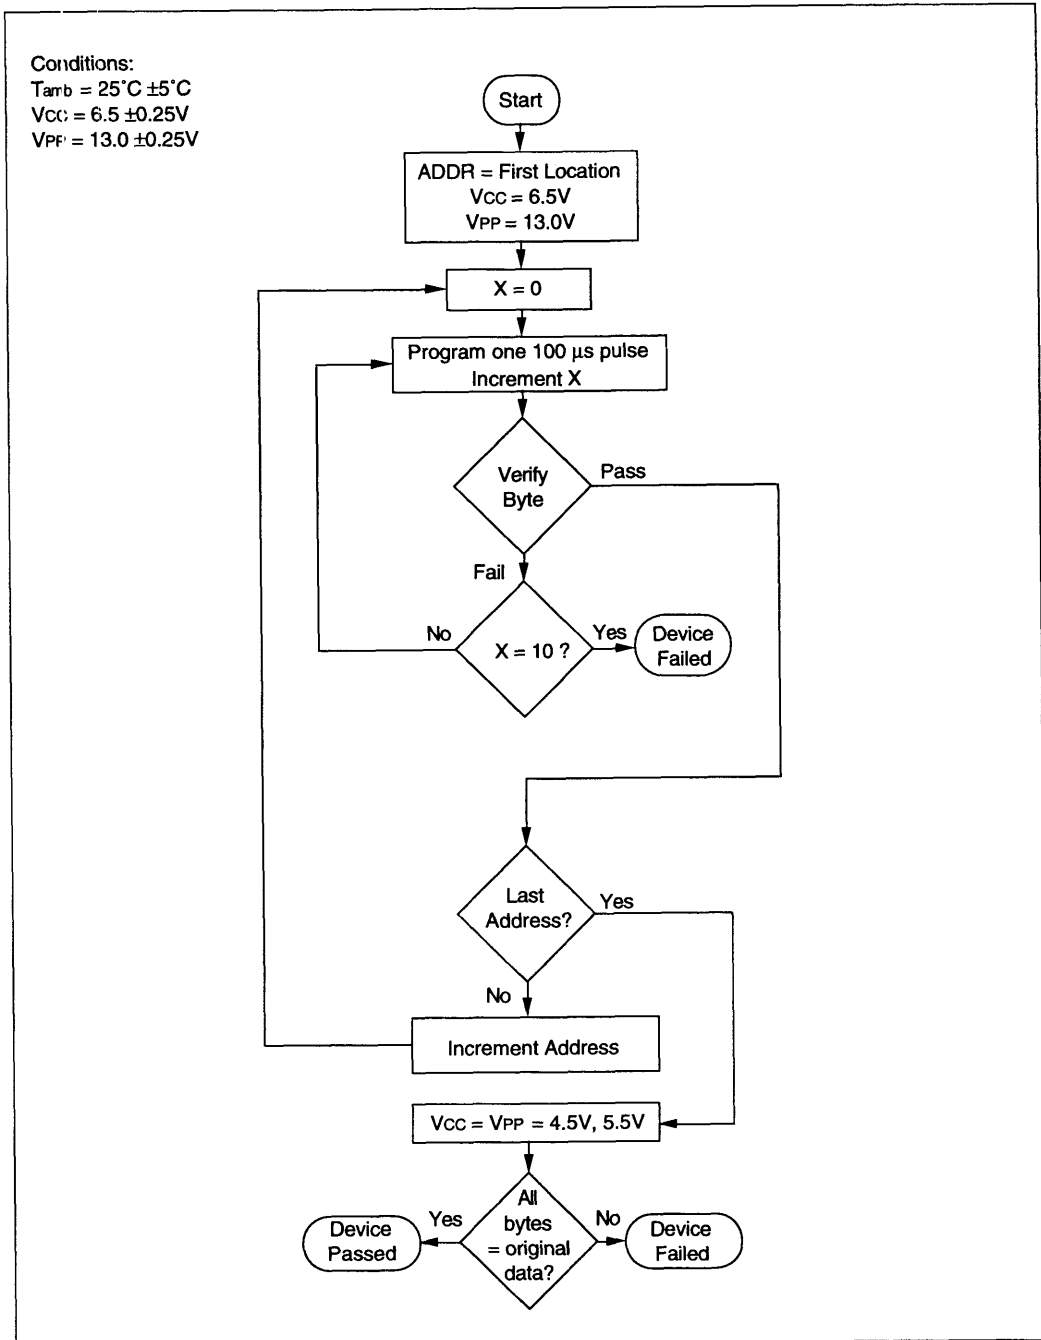 Conditions:
Tamb = 25°C ±5°C
VCC = 6.5 ±0.25V
VPP = 13.0 ±0.25V
Start
ADDR = First Location
VCC = 6.5V
VPP = 13.0V
X = 0
Program one 100 µs pulse
Increment X
Verify
Byte
Pass
Fail
X = 10 ?
No
Yes
Device
Failed
Last
Address?
Yes
No
Increment Address
VCC = VPP = 4.5V, 5.5V
All
bytes
= original
data?
Yes
Device
Passed
No
Device
Failed